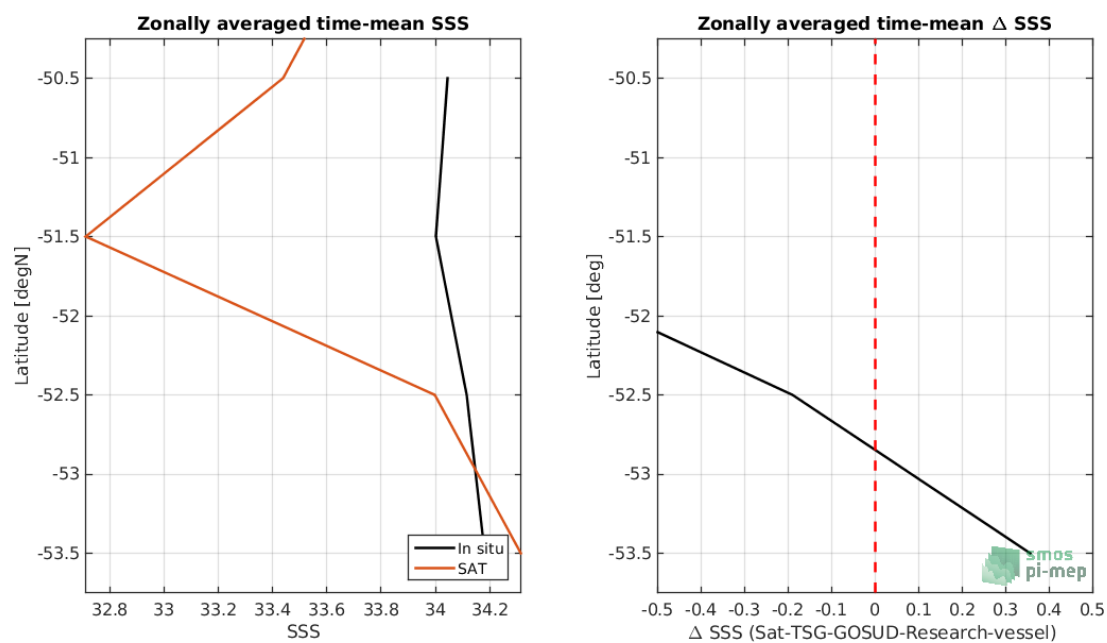 Zonally averaged time-mean SSS
-50.5
-51
-51.5
-52
-52.5
-53
-53.5
Latitude [degN]
32.8 33 33.2 33.4 33.6 33.8 34 34.2
SSS
In situ
SAT
Zonally averaged time-mean Δ SSS
-50.5
-51
-51.5
-52
-52.5
-53
-53.5
Latitude [deg]
-0.5 -0.4 -0.3 -0.2 -0.1 0 0.1 0.2 0.3 0.4 0.5
Δ SSS (Sat-TSG-GOSUD-Research-vessel)
smos
pi-mep